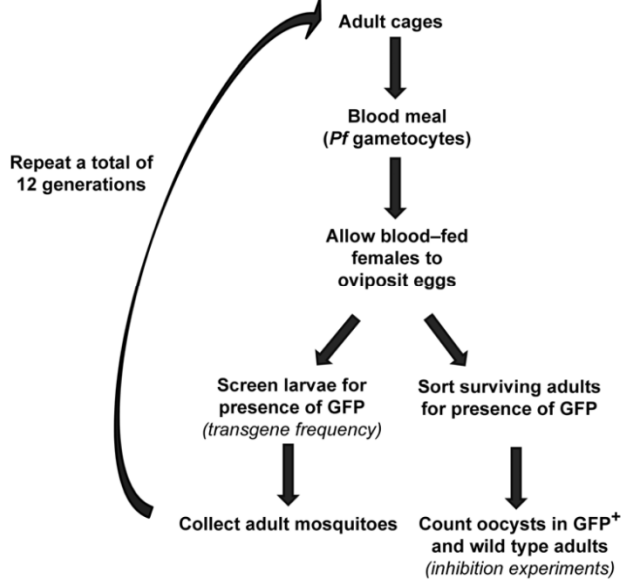 Adult cages
Blood meal
(Pf gametocytes)
Repeat a total of
12 generations
Allow blood–fed
females to
oviposit eggs
Screen larvae for
presence of GFP
(transgene frequency)
Sort surviving adults
for presence of GFP
Collect adult mosquitoes
Count oocysts in GFP+
and wild type adults
(inhibition experiments)